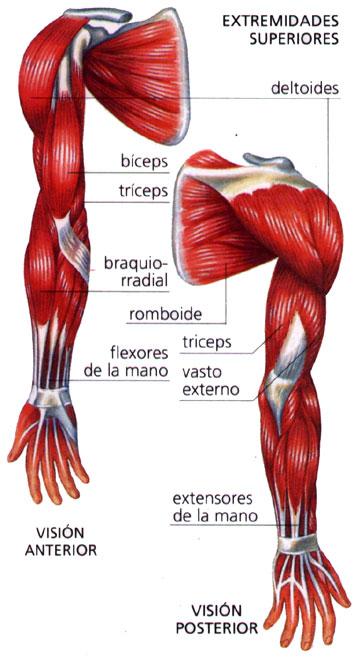 EXTREMIDADES
SUPERIORES
deltoides
bíceps
tríceps
braquio-
rradial
romboide
flexores
de la mano
triceps
vasto
externo
extensores
de la mano
VISIÓN
ANTERIOR
VISIÓN
POSTERIOR